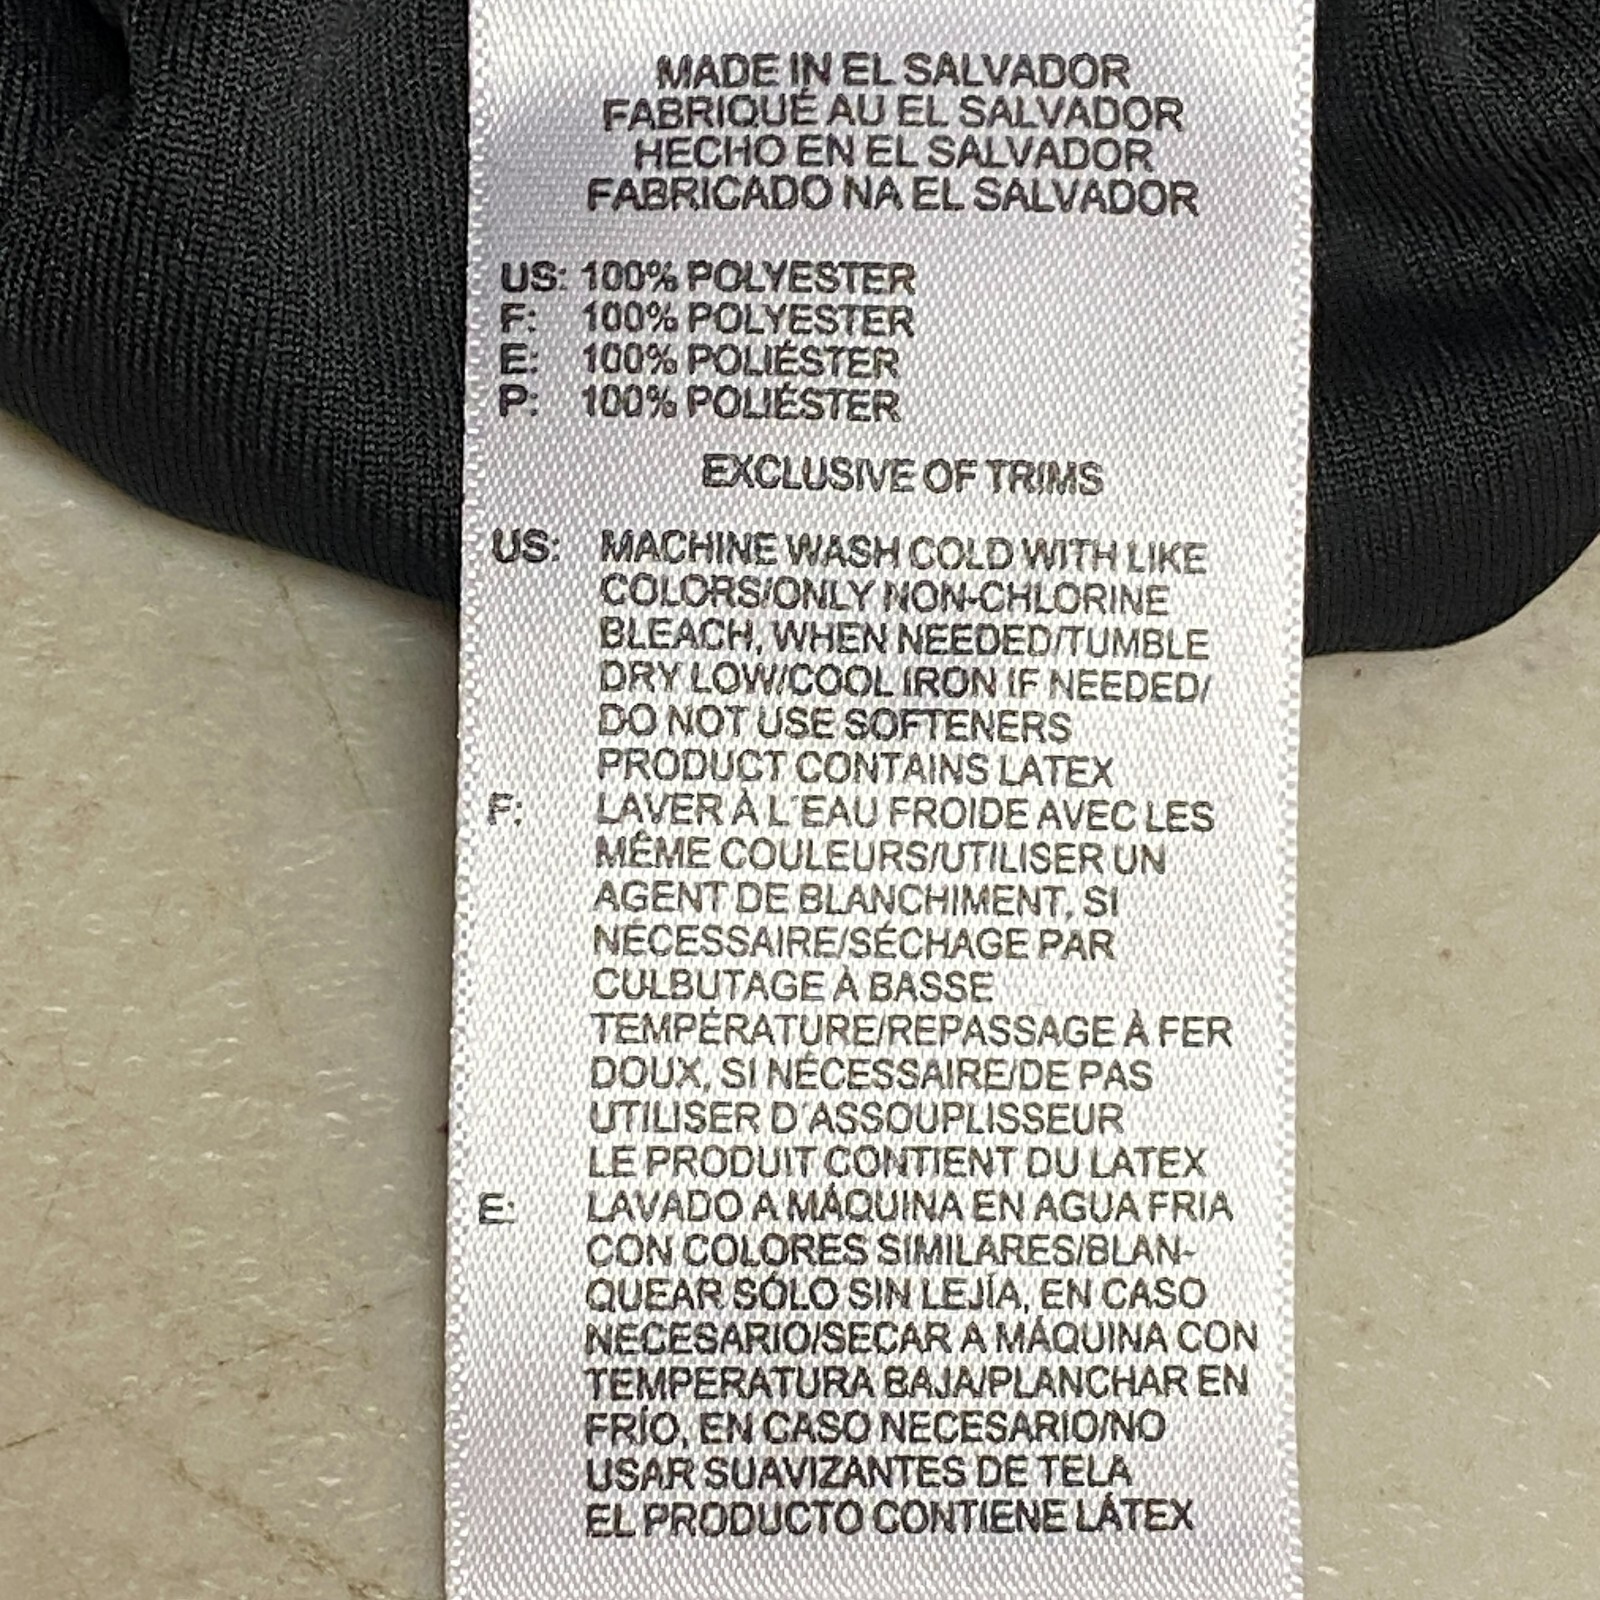 MADE IN EL SALVADOR
FABRIQUÉ AU EL SALVADOR
HECHO EN EL SALVADOR
FABRICADO NA EL SALVADOR
US: 100% POLYESTER
F: 100% POLYESTER
E: 100% POLIÉSTER
P: 100% POLIÉSTER
EXCLUSIVE OF TRIMS
US: MACHINE WASH COLD WITH LIKE
COLORS/ONLY NON-CHLORINE
BLEACH, WHEN NEEDED/TUMBLE
DRY LOW/COOL IRON IF NEEDED/
DO NOT USE SOFTENERS
PRODUCT CONTAINS LATEX
F: LAVER À L'EAU FROIDE AVEC LES
MÊME COULEURS/UTILISER UN
AGENT DE BLANCHIMENT, SI
NÉCESSAIRE/SÉCHAGE PAR
CULBUTAGE À BASSE
TEMPÉRATURE/REPASSAGE À FER
DOUX, SI NÉCESSAIRE/DE PAS
UTILISER D'ASSOUPLISSEUR
LE PRODUIT CONTIENT DU LATEX
E: LAVADO A MÁQUINA EN AGUA FRIA
CON COLORES SIMILARES/BLAN-
QUEAR SÓLO SIN LEJÍA, EN CASO
NECESARIO/SECAR A MÁQUINA CON
TEMPERATURA BAJA/PLANCHAR EN
FRÍO, EN CASO NECESARIO/NO
USAR SUAVIZANTES DE TELA
EL PRODUCTO CONTIENE LÁTEX